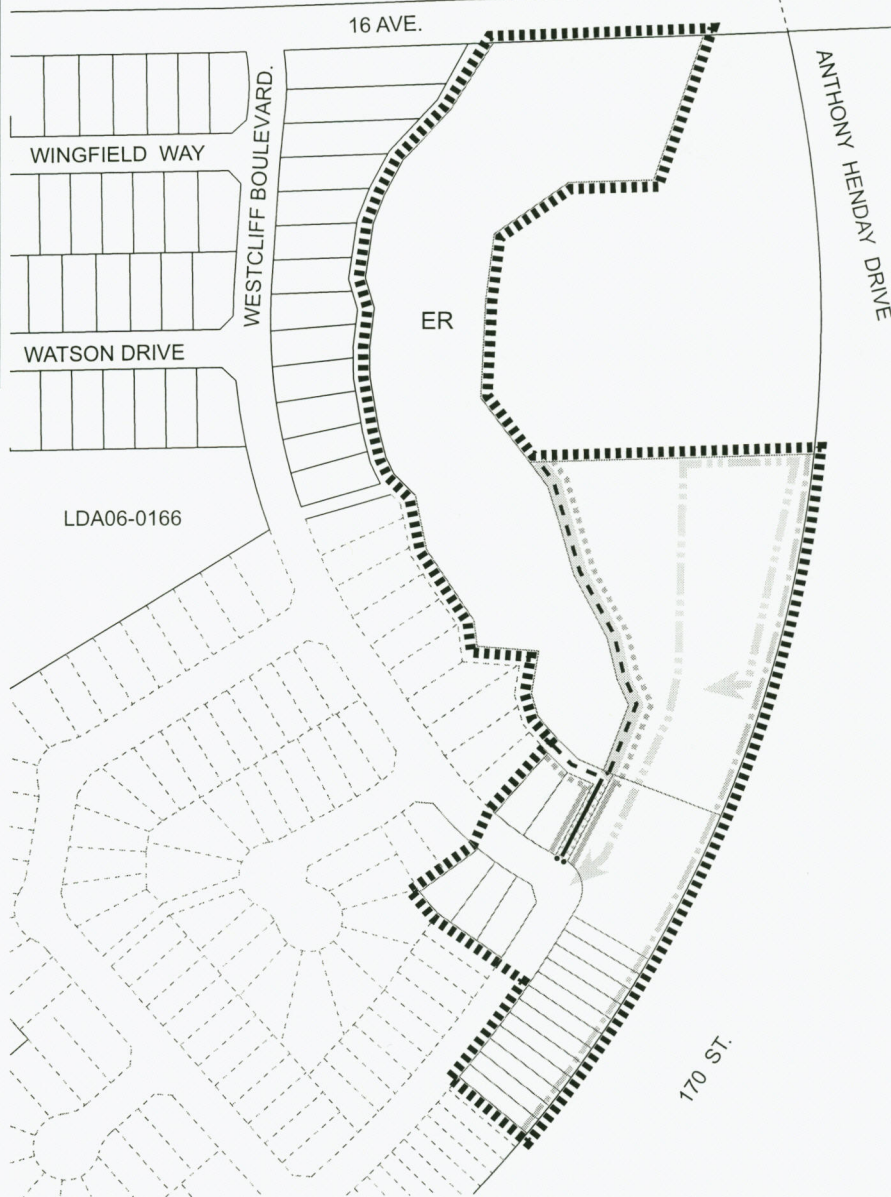 16 AVE.
WESTCLIFF BOULEVARD.
ANTHONY HENDAY DRIVE
WINGFIELD WAY
ER
WATSON DRIVE
LDA06-0166
170 ST.